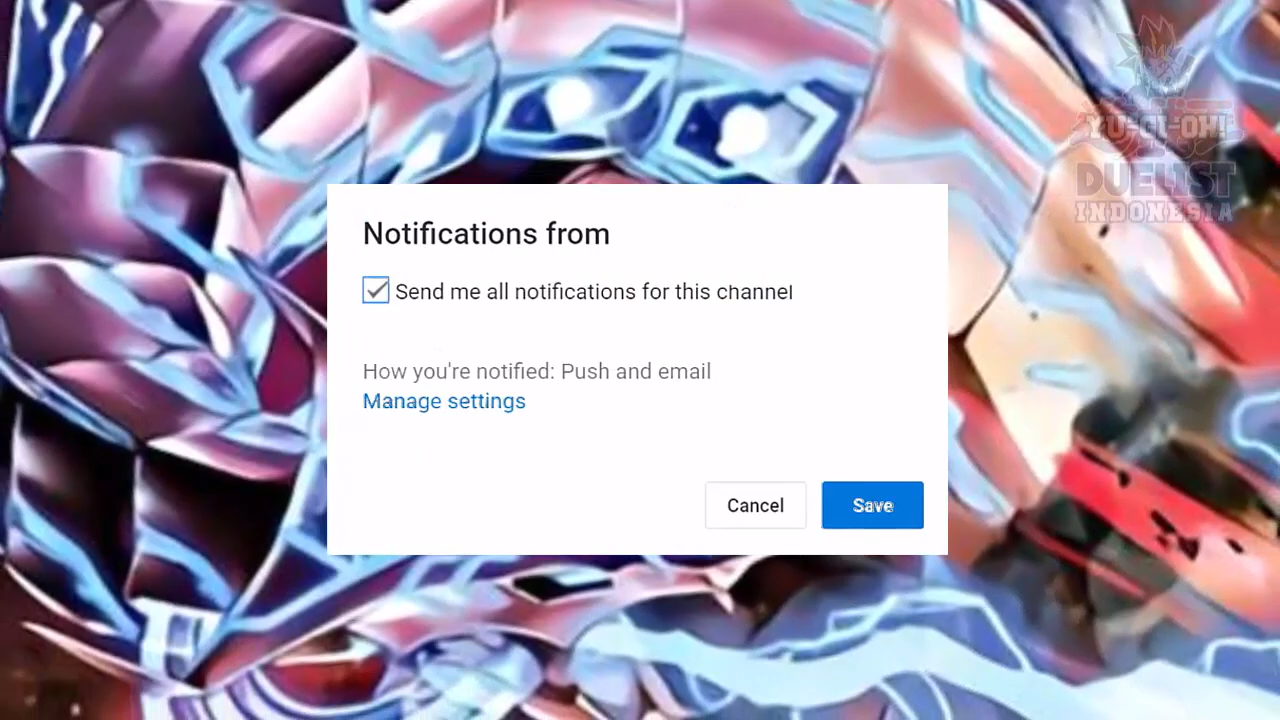 YU-GI-OH!
DUELIST
INDONESIA
Notifications from
Send me all notifications for this channel
How you're notified: Push and email
Manage settings
Cancel
Save